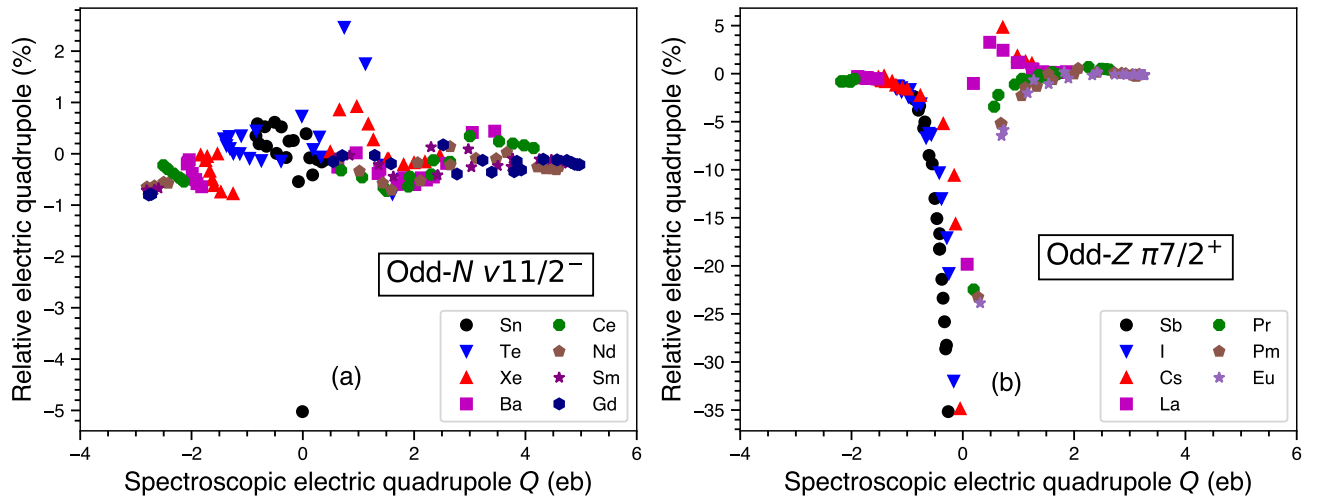 Relative electric quadrupole (%)
2
1
0
−1
−2
−3
−4
−5
−4
−2
0
2
4
6
Spectroscopic electric quadrupole Q (eb)
Odd-N ν11/2⁻
(a)
Sn
Te
Xe
Ba
Ce
Nd
Sm
Gd
Relative electric quadrupole (%)
5
0
−5
−10
−15
−20
−25
−30
−35
−4
−2
0
2
4
6
Spectroscopic electric quadrupole Q (eb)
Odd-Z π7/2⁺
(b)
Sb
I
Cs
La
Pr
Pm
Eu